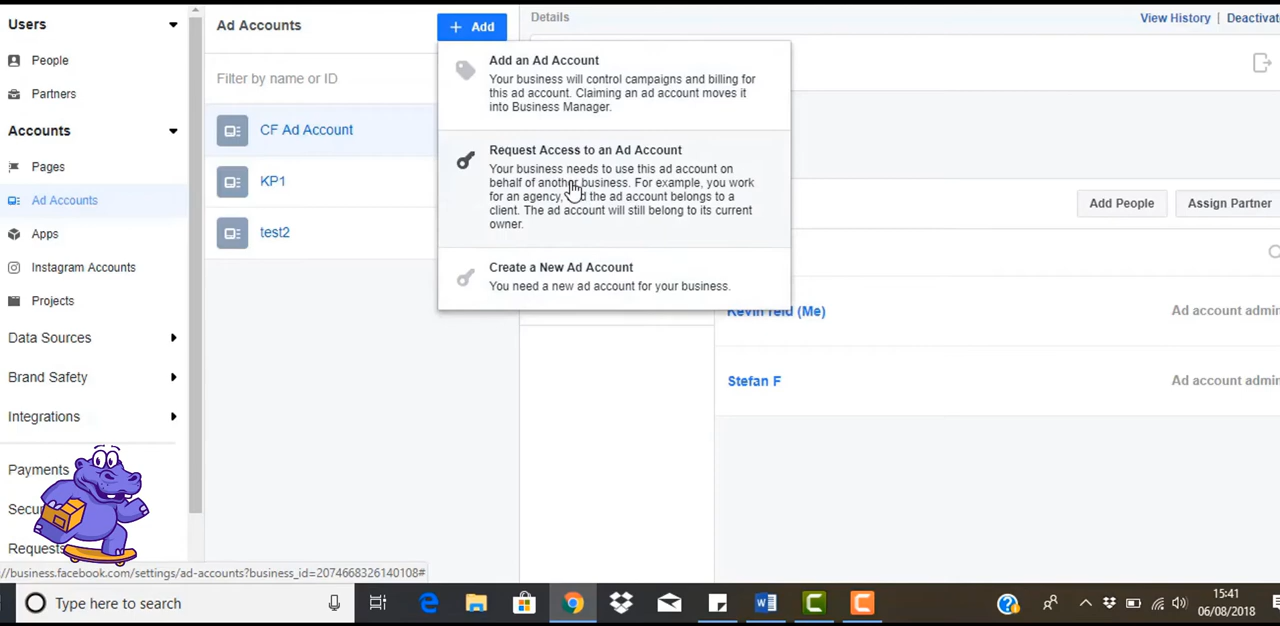 Users
People
Partners
Accounts
Pages
Ad Accounts
Apps
Instagram Accounts
Projects
Data Sources
Brand Safety
Integrations
Payments
Requests
Ad Accounts
+ Add
Filter by name or ID
CF Ad Account
KP1
test2
Add an Ad Account
Your business will control campaigns and billing for
this ad account. Claiming an ad account moves it
into Business Manager.
Request Access to an Ad Account
Your business needs to use this ad account on
behalf of another business. For example, you work
for an agency, the ad account belongs to a
client. The ad account will still belong to its current
owner.
Create a New Ad Account
You need a new ad account for your business.
Details
View History | Deactivat
Add People
Assign Partner
Kevin reid (Me)
Ad account admin
Stefan F
Ad account admin
//business.facebook.com/settings/ad-accounts?business_id=2074668326140108#
Type here to search
15:41
06/08/2018